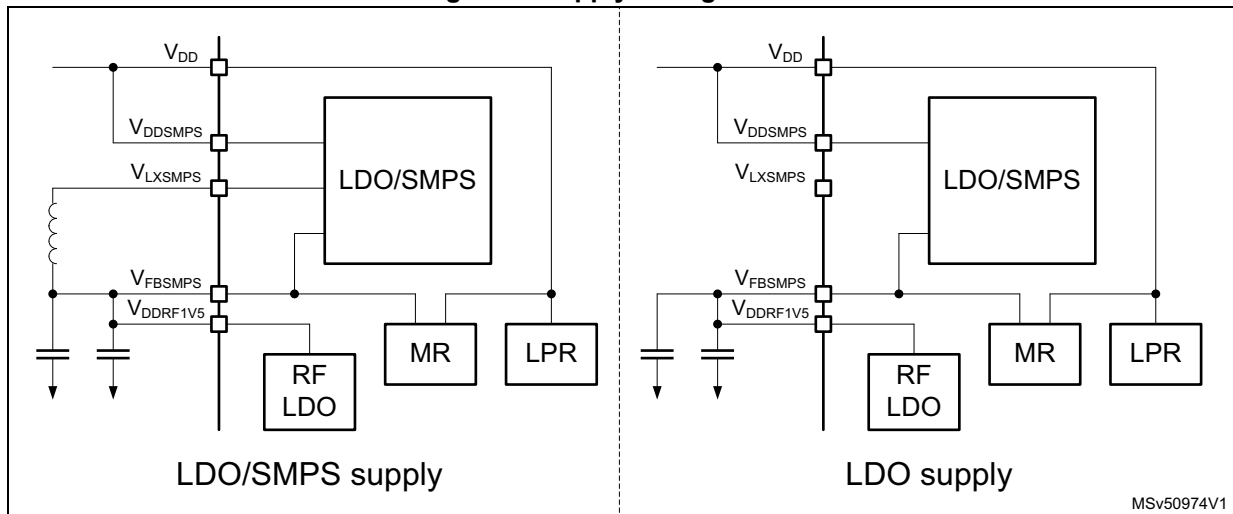 VDD
VDDSMPS
VLXSMPS
LDO/SMPS
VFBSMPS
VDDRF1V5
MR
LPR
RF
LDO
LDO/SMPS supply
VDD
VDDSMPS
VLXSMPS
LDO/SMPS
VFBSMPS
VDDRF1V5
MR
LPR
RF
LDO
LDO supply
MSv50974V1